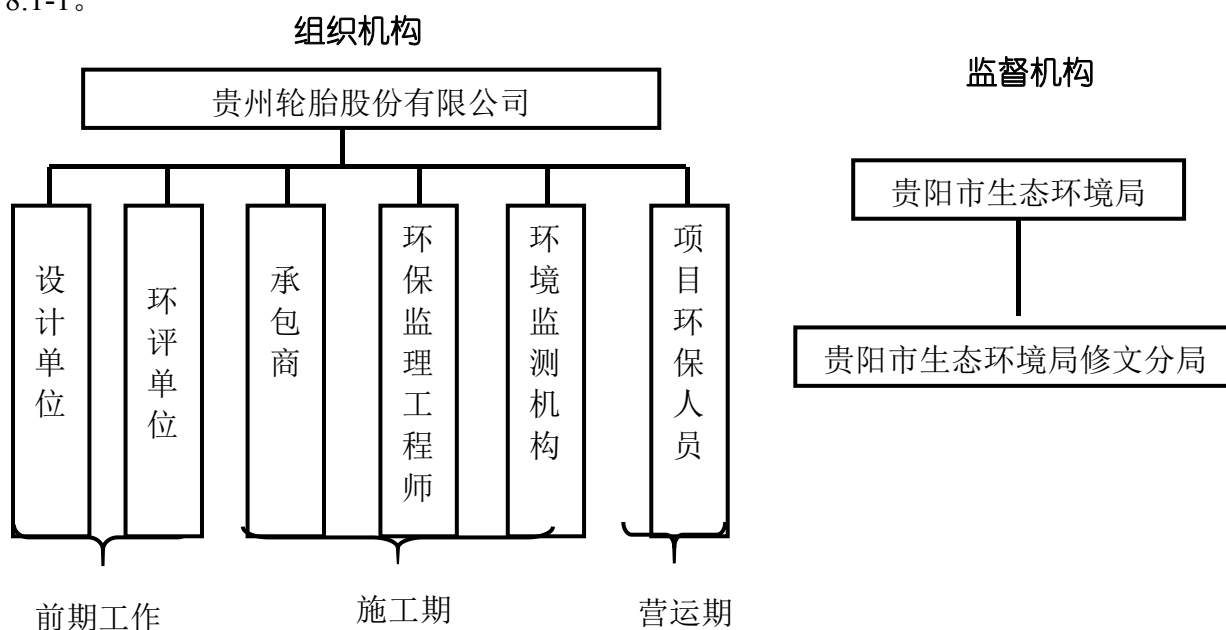 8.1-1。
组织机构
监督机构
贵州轮胎股份有限公司
贵阳市生态环境局
贵阳市生态环境局修文分局
设计单位
环评单位
承包商
环保监理工程师
环境监测机构
项目环保人员
前期工作
施工期
营运期